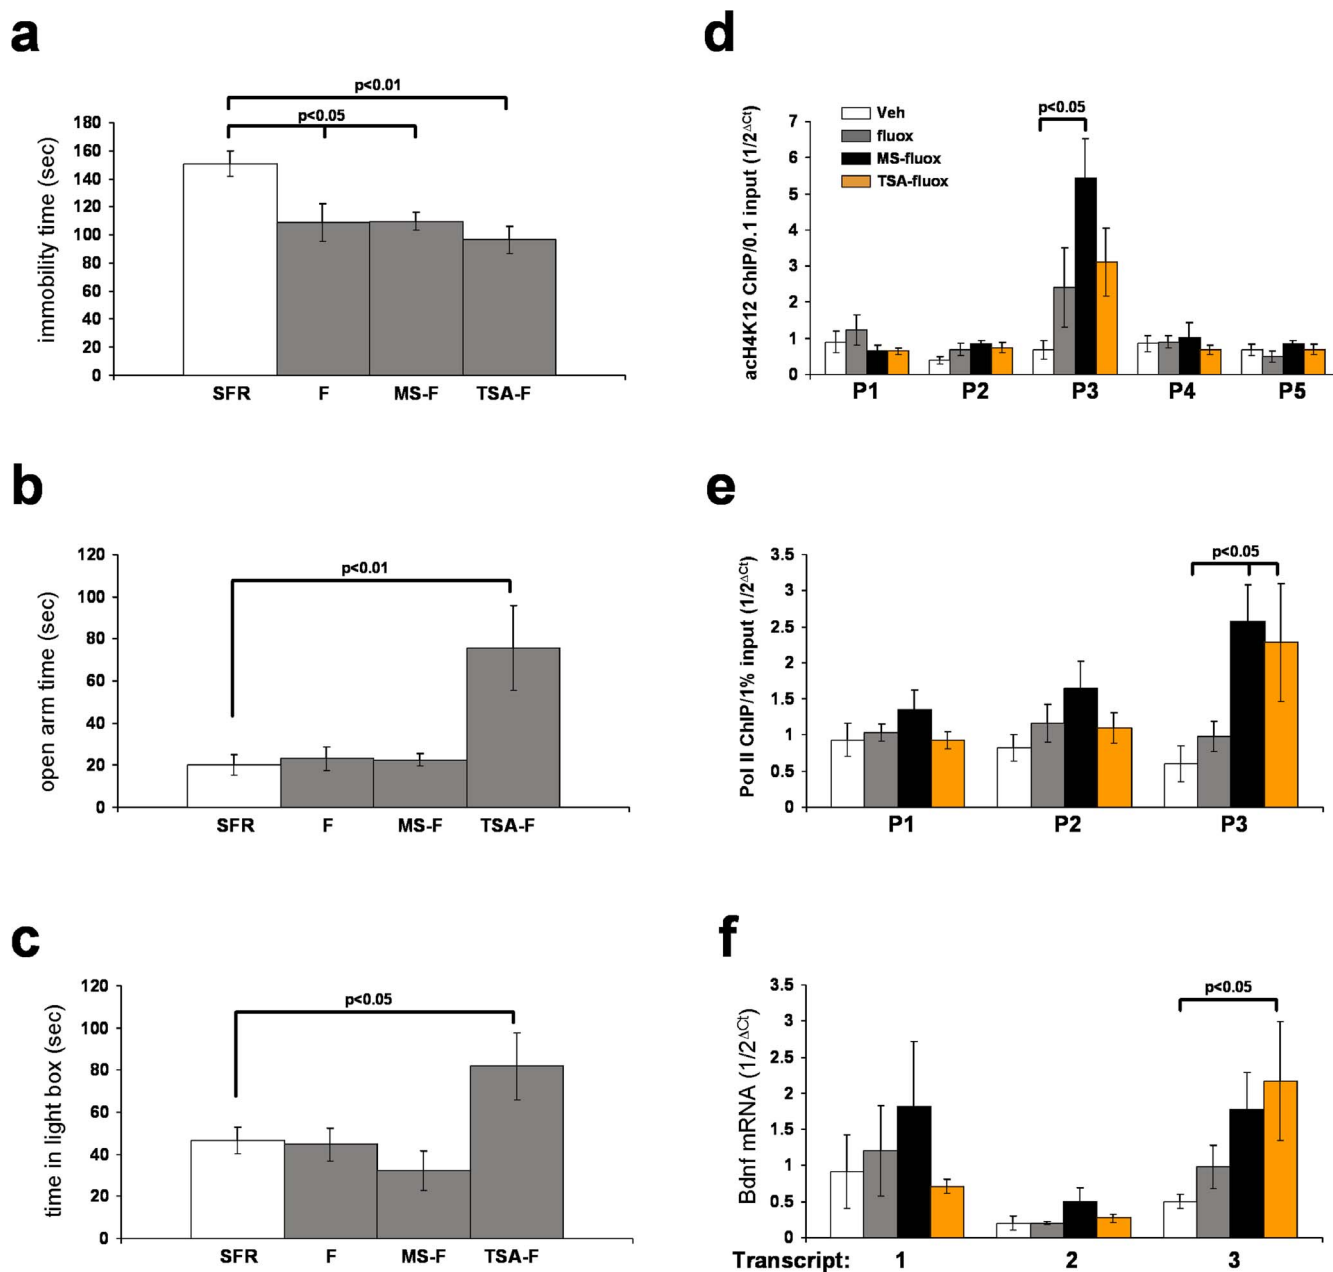 a
p<0.01
p<0.05
immobility time (sec)
180
160
140
120
100
80
60
40
20
0
SFR F MS-F TSA-F
b
p<0.01
open arm time (sec)
120
100
80
60
40
20
0
SFR F MS-F TSA-F
c
p<0.05
time in light box (sec)
120
100
80
60
40
20
0
SFR F MS-F TSA-F
d
Veh
fluox
MS-fluox
TSA-fluox
p<0.05
acH4K12 ChIP/0.1 input (1/2^ΔCt)
7
6
5
4
3
2
1
0
P1 P2 P3 P4 P5
e
p<0.05
Pol II ChIP/1% input (1/2^ΔCt)
3.5
3
2.5
2
1.5
1
0.5
0
P1 P2 P3
f
p<0.05
Bdnf mRNA (1/2^ΔCt)
3.5
3
2.5
2
1.5
1
0.5
0
Transcript: 1 2 3